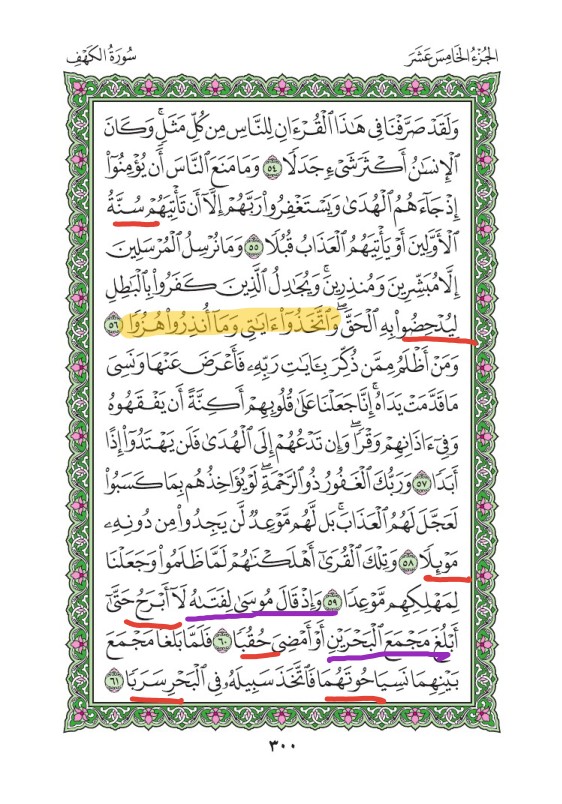 الجُزْءُ الخَامِسَ عَشَرَ
سُورَةُ الكَهْفِ
وَلَقَدْ صَرَّفْنَا فِي هَٰذَا ٱلْقُرْءَانِ لِلنَّاسِ مِن كُلِّ مَثَلٍۚ وَكَانَ
ٱلْإِنسَٰنُ أَكْثَرَ شَىْءٍ جَدَلًا ٥٤ وَمَا مَنَعَ ٱلنَّاسَ أَن يُؤْمِنُوٓا۟
إِذْ جَآءَهُمُ ٱلْهُدَىٰ وَيَسْتَغْفِرُوا۟ رَبَّهُمْ إِلَّآ أَن تَأْتِيَهُمْ سُنَّةُ
ٱلْأَوَّلِينَ أَوْ يَأْتِيَهُمُ ٱلْعَذَابُ قُبُلًا ٥٥ وَمَا نُرْسِلُ ٱلْمُرْسَلِينَ
إِلَّا مُبَشِّرِينَ وَمُنذِرِينَۚ وَيُجَٰدِلُ ٱلَّذِينَ كَفَرُوا۟ بِٱلْبَٰطِلِ
لِيُدْحِضُوا۟ بِهِ ٱلْحَقَّۖ وَٱتَّخَذُوٓا۟ ءَايَٰتِى وَمَآ أُنذِرُوا۟ هُزُوًا ٥٦
وَمَنْ أَظْلَمُ مِمَّن ذُكِّرَ بِـَٔايَٰتِ رَبِّهِۦ فَأَعْرَضَ عَنْهَا وَنَسِىَ
مَا قَدَّمَتْ يَدَاهُۚ إِنَّا جَعَلْنَا عَلَىٰ قُلُوبِهِمْ أَكِنَّةً أَن يَفْقَهُوهُ
وَفِىٓ ءَاذَانِهِمْ وَقْرًاۖ وَإِن تَدْعُهُمْ إِلَى ٱلْهُدَىٰ فَلَن يَهْتَدُوٓا۟ إِذًا
أَبَدًا ٥٧ وَرَبُّكَ ٱلْغَفُورُ ذُو ٱلرَّحْمَةِۖ لَوْ يُؤَاخِذُهُم بِمَا كَسَبُوا۟
لَعَجَّلَ لَهُمُ ٱلْعَذَابَۚ بَل لَّهُم مَّوْعِدٌ لَّن يَجِدُوا۟ مِن دُونِهِۦ
مَوْئِلًا ٥٨ وَتِلْكَ ٱلْقُرَىٰٓ أَهْلَكْنَٰهُمْ لَمَّا ظَلَمُوا۟ وَجَعَلْنَا
لِمَهْلِكِهِم مَّوْعِدًا ٥٩ وَإِذْ قَالَ مُوسَىٰ لِفَتَىٰهُ لَآ أَبْرَحُ حَتَّىٰٓ
أَبْلُغَ مَجْمَعَ ٱلْبَحْرَيْنِ أَوْ أَمْضِىَ حُقُبًا ٦٠ فَلَمَّا بَلَغَا مَجْمَعَ
بَيْنِهِمَا نَسِيَا حُوتَهُمَا فَٱتَّخَذَ سَبِيلَهُۥ فِى ٱلْبَحْرِ سَرَبًا ٦١
٣٠٠